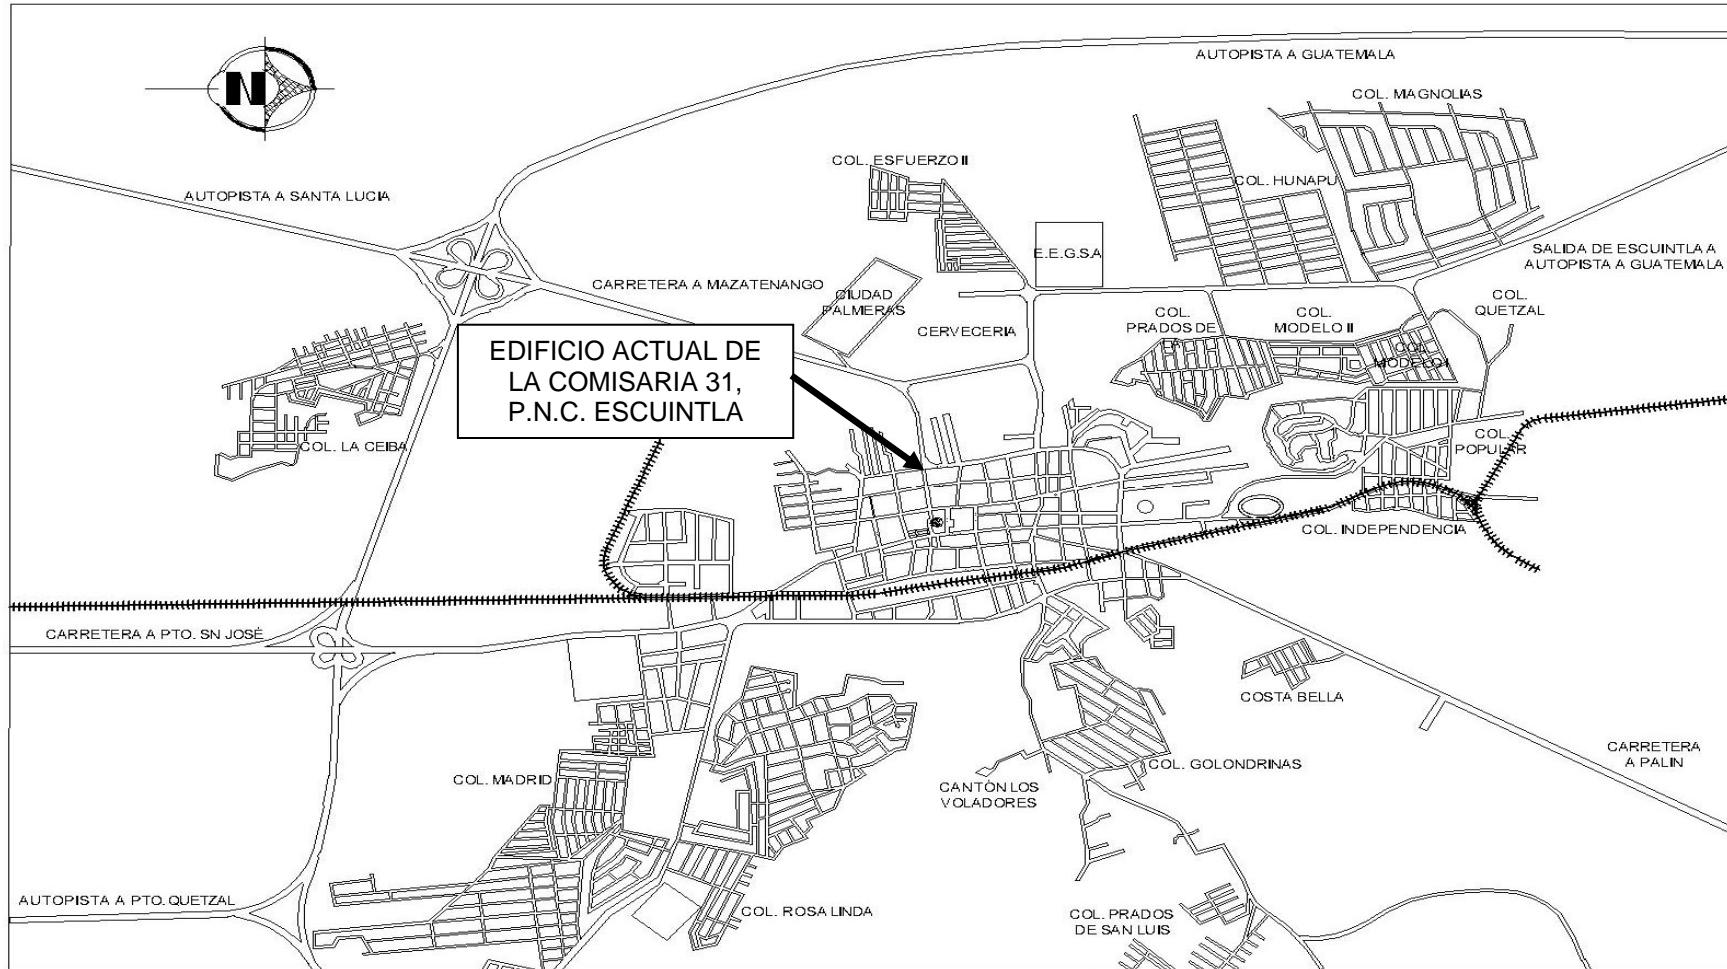 AUTOPISTA A GUATEMALA
N
COL. MAGNOLIAS
COL. ESFUERZO II
COL. HUNAPU
AUTOPISTA A SANTA LUCIA
E.E.G.S.A
SALIDA DE ESCUINTLA A
AUTOPISTA A GUATEMALA
CARRETERA A MAZATENANGO
CIUDAD
PALMERAS
COL.
QUETZAL
COL.
PRADOS DE
COL.
MODELO II
CERVECERIA
EDIFICIO ACTUAL DE
LA COMISARIA 31,
P.N.C. ESCUINTLA
COL.
MODELO I
COL. LA CEIBA
COL.
POPULAR
COL. INDEPENDENCIA
CARRETERA A PTO. SN JOSÉ
COSTA BELLA
CARRETERA
A PALIN
COL. GOLONDRINAS
COL. MADRID
CANTÓN LOS
VOLADORES
AUTOPISTA A PTO. QUETZAL
COL. ROSA LINDA
COL. PRADOS
DE SAN LUIS